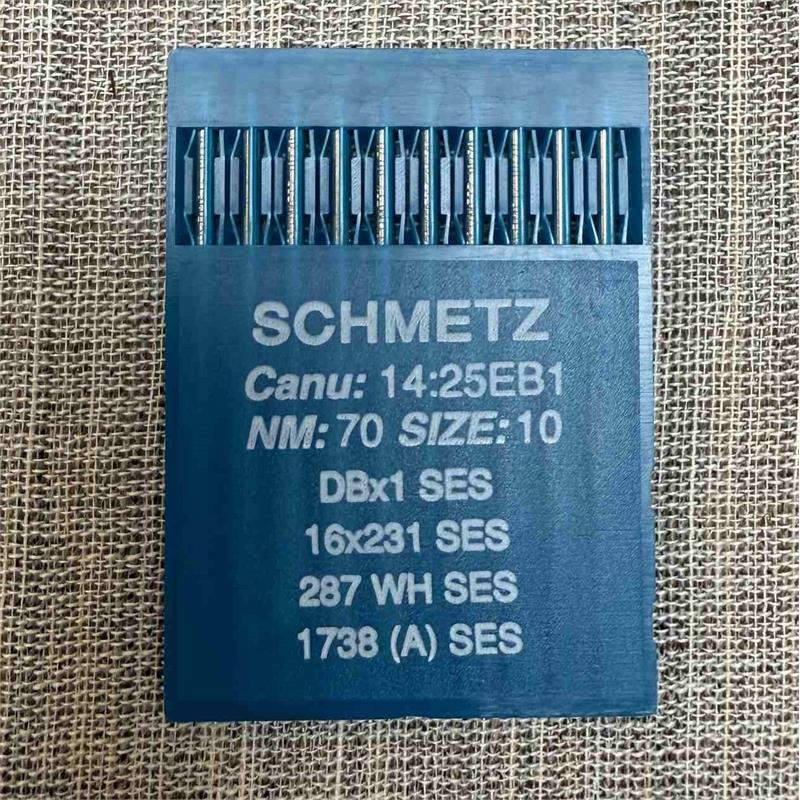 SCHMETZ
Canu: 14:25EB1
NM: 70 SIZE: 10
DBx1 SES
16x231 SES
287 WH SES
1738 (A) SES